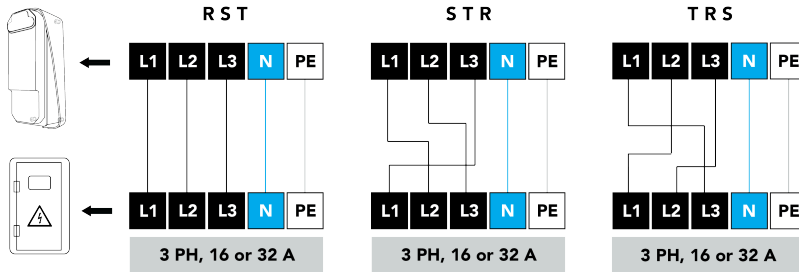 R S T
S T R
T R S
L1 L2 L3 N PE
L1 L2 L3 N PE
L1 L2 L3 N PE
L1 L2 L3 N PE
L1 L2 L3 N PE
L1 L2 L3 N PE
3 PH, 16 or 32 A
3 PH, 16 or 32 A
3 PH, 16 or 32 A